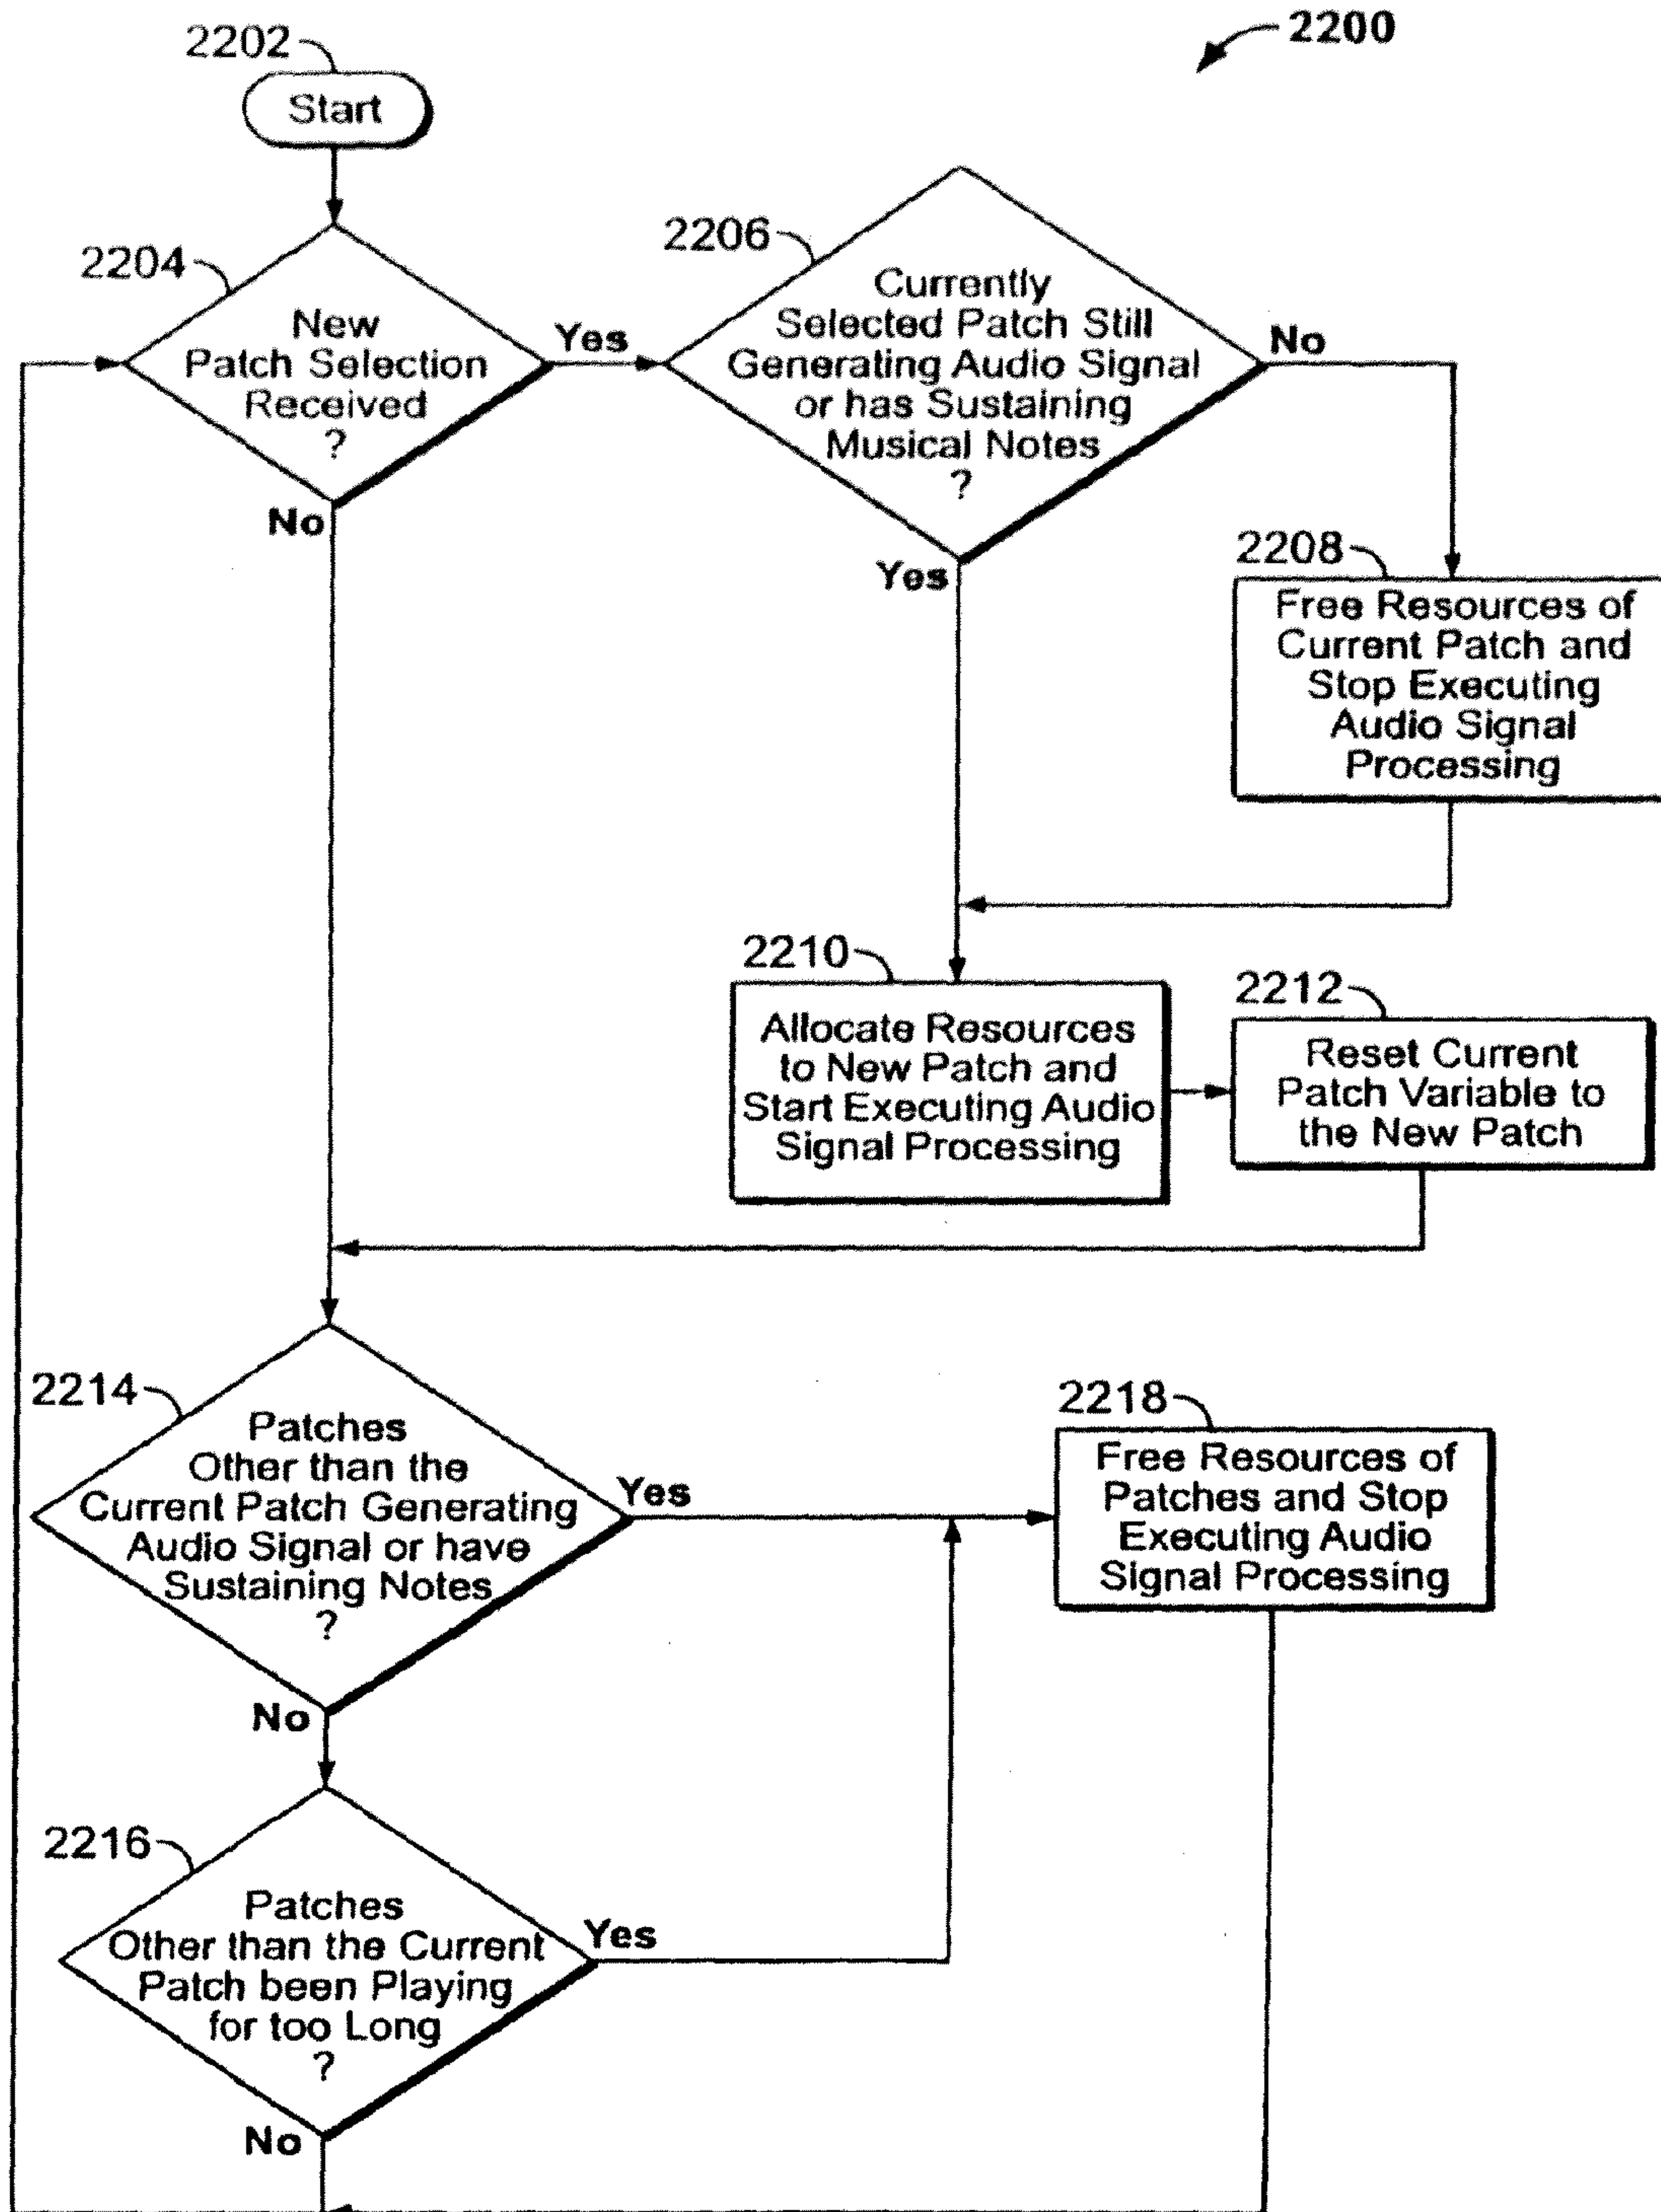 2200
2202
Start
2204
New
Patch Selection
Received
?
Yes
No
2206
Currently
Selected Patch Still
Generating Audio Signal
or has Sustaining
Musical Notes
?
No
Yes
2208
Free Resources of
Current Patch and
Stop Executing
Audio Signal
Processing
2210
Allocate Resources
to New Patch and
Start Executing Audio
Signal Processing
2212
Reset Current
Patch Variable to
the New Patch
2214
Patches
Other than the
Current Patch Generating
Audio Signal or have
Sustaining Notes
?
Yes
No
2218
Free Resources of
Patches and Stop
Executing Audio
Signal Processing
2216
Patches
Other than the Current
Patch been Playing
for too Long
?
Yes
No